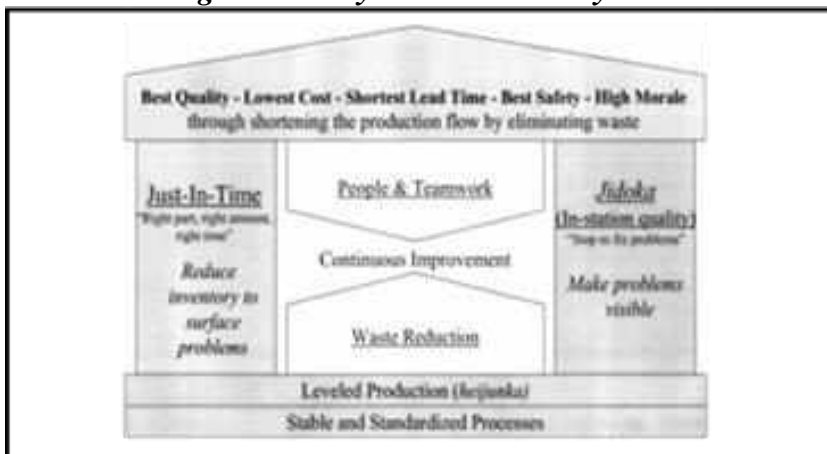 Best Quality - Lowest Cost - Shortest Lead Time - Best Safety - High Morale
through shortening the production flow by eliminating waste
Just-In-Time
"Right part, right amount,
right time"
Reduce
inventory to
surface
problems
People & Teamwork
Continuous Improvement
Waste Reduction
Jidoka
(In-station quality)
"Stop to fix problems"
Make problems
visible
Leveled Production (heijunka)
Stable and Standardized Processes